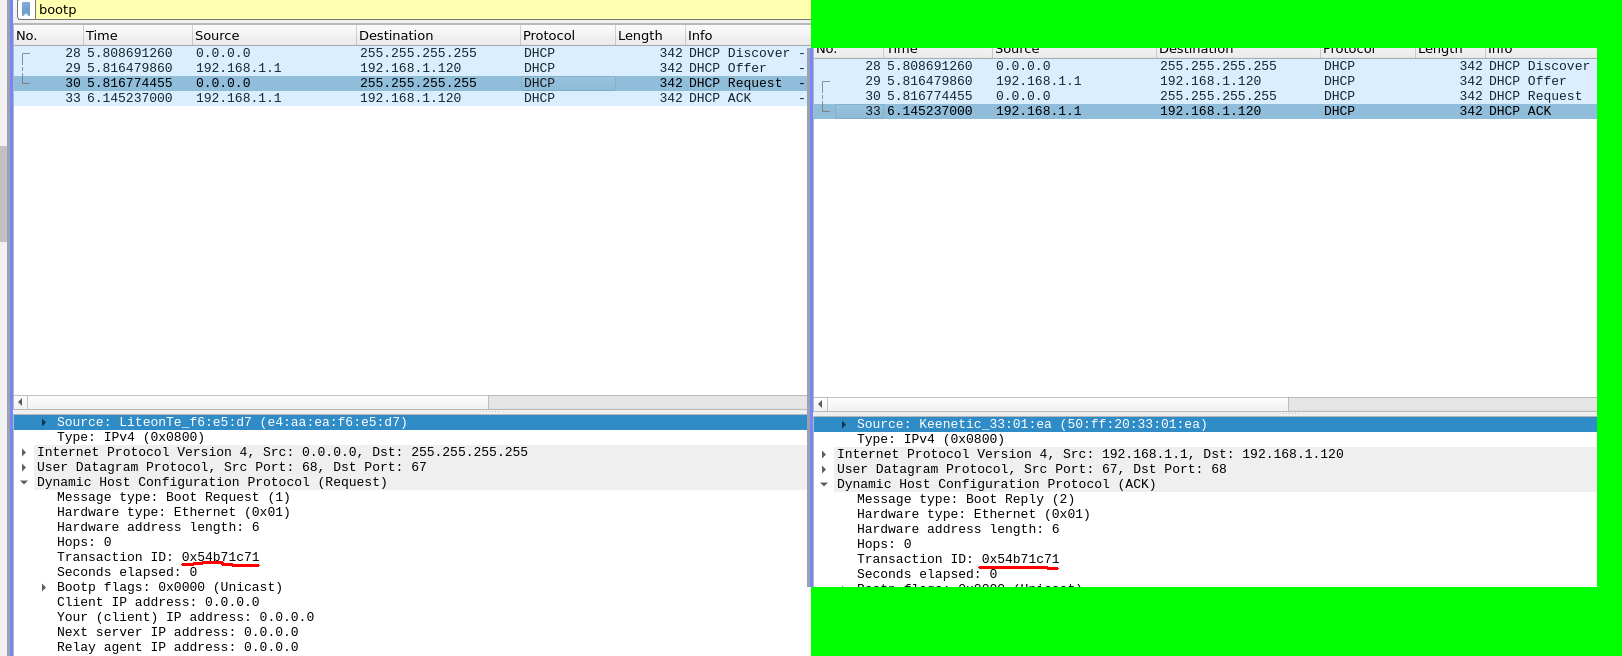 bootp
No. Time Source Destination Protocol Length Info
28 5.808691260 0.0.0.0 255.255.255.255 DHCP 342 DHCP Discover -
29 5.816479860 192.168.1.1 192.168.1.120 DHCP 342 DHCP Offer -
30 5.816774455 0.0.0.0 255.255.255.255 DHCP 342 DHCP Request -
33 6.145237000 192.168.1.1 192.168.1.120 DHCP 342 DHCP ACK -
Source: LiteonTe_f6:e5:d7 (e4:aa:ea:f6:e5:d7)
Type: IPv4 (0x0800)
Internet Protocol Version 4, Src: 0.0.0.0, Dst: 255.255.255.255
User Datagram Protocol, Src Port: 68, Dst Port: 67
Dynamic Host Configuration Protocol (Request)
Message type: Boot Request (1)
Hardware type: Ethernet (0x01)
Hardware address length: 6
Hops: 0
Transaction ID: 0x54b71c71
Seconds elapsed: 0
Bootp flags: 0x0000 (Unicast)
Client IP address: 0.0.0.0
Your (client) IP address: 0.0.0.0
Next server IP address: 0.0.0.0
Relay agent IP address: 0.0.0.0
No. Time Source Destination Protocol Length Info
28 5.808691260 0.0.0.0 255.255.255.255 DHCP 342 DHCP Discover
29 5.816479860 192.168.1.1 192.168.1.120 DHCP 342 DHCP Offer
30 5.816774455 0.0.0.0 255.255.255.255 DHCP 342 DHCP Request
33 6.145237000 192.168.1.1 192.168.1.120 DHCP 342 DHCP ACK
Source: Keenetic_33:01:ea (50:ff:20:33:01:ea)
Type: IPv4 (0x0800)
Internet Protocol Version 4, Src: 192.168.1.1, Dst: 192.168.1.120
User Datagram Protocol, Src Port: 67, Dst Port: 68
Dynamic Host Configuration Protocol (ACK)
Message type: Boot Reply (2)
Hardware type: Ethernet (0x01)
Hardware address length: 6
Hops: 0
Transaction ID: 0x54b71c71
Seconds elapsed: 0
Bootp flags: 0x0000 (Unicast)